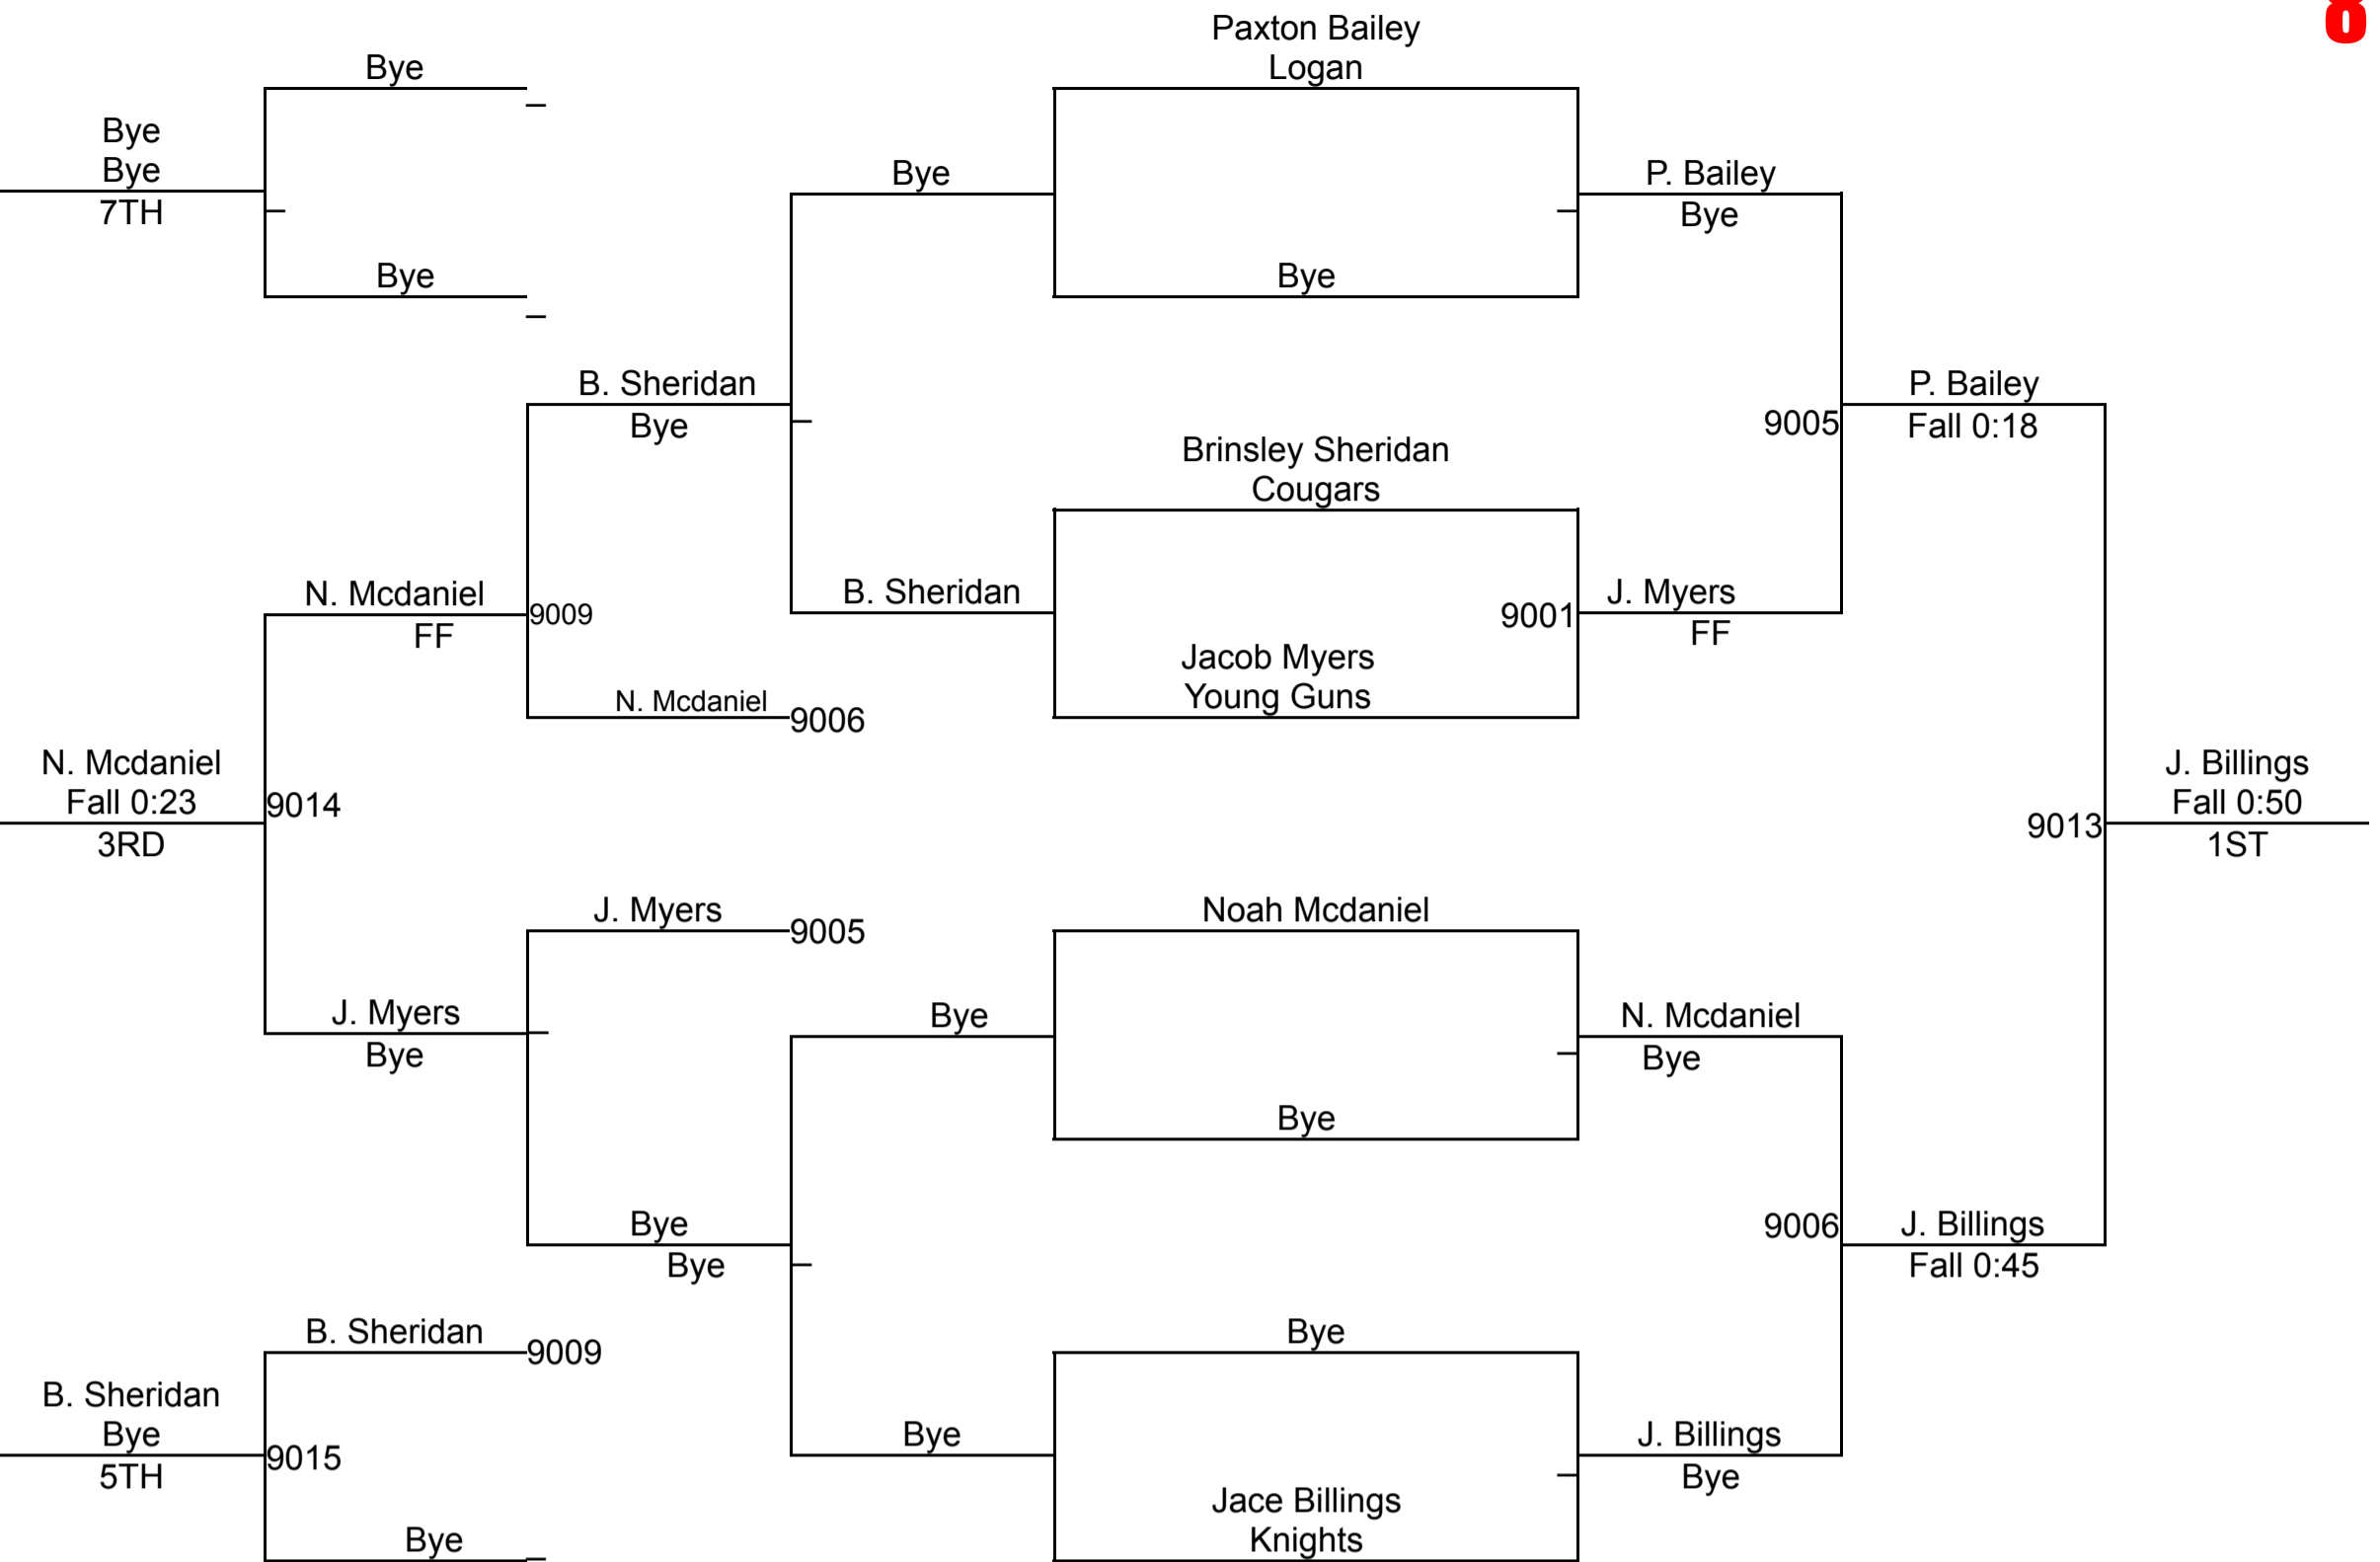 Paxton Bailey
8
Bye
Logan
Bye
Bye
Bye
P. Bailey
7TH
Bye
Bye
Bye
B. Sheridan
P. Bailey
Bye
9005
Fall 0:18
Brinsley Sheridan
Cougars
N. Mcdaniel
9009
B. Sheridan
9001
J. Myers
FF
FF
Jacob Myers
N. Mcdaniel
9006
Young Guns
N. Mcdaniel
J. Billings
Fall 0:23
9014
Fall 0:50
3RD
9013
1ST
J. Myers
9005
Noah Mcdaniel
J. Myers
Bye
N. Mcdaniel
Bye
Bye
Bye
Bye
9006
J. Billings
Bye
Fall 0:45
B. Sheridan
9009
Bye
B. Sheridan
Bye
9015
Bye
J. Billings
5TH
Bye
Jace Billings
Bye
Knights